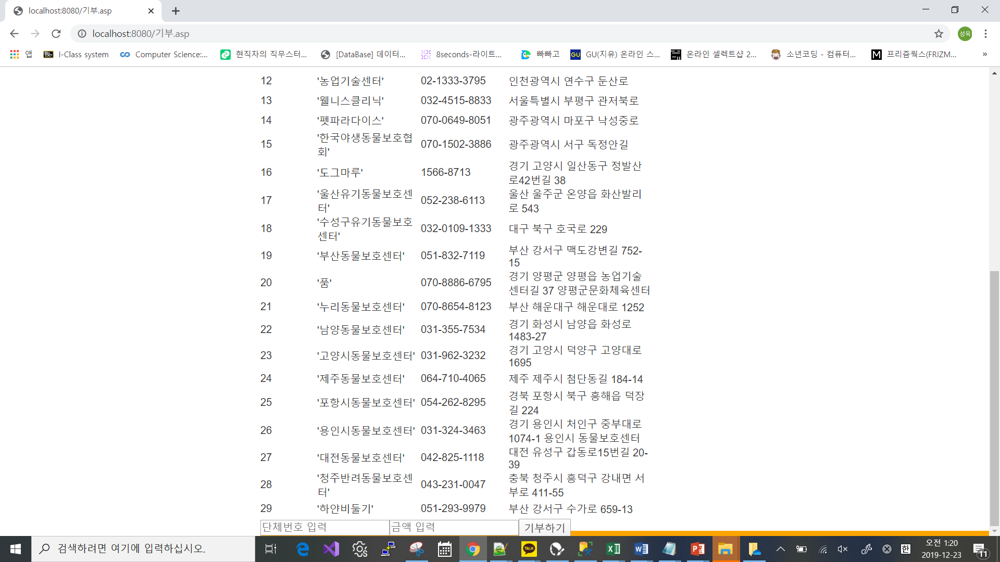 localhost:8080/기부.asp
localhost:8080/기부.asp
성욱
앱 I-Class system Computer Science:... 현직자의 직무스터... [DataBase] 데이터... 8seconds-라이트... 빠빠고 GU(지유) 온라인 스... 온라인 셀렉트샵 2... 소년코딩 - 컴퓨터... 프리즘웍스(FRIZM... »
12 '농업기술센터' 02-1333-3795 인천광역시 연수구 둔산로
13 '웰니스클리닉' 032-4515-8833 서울특별시 부평구 관저북로
14 '펫파라다이스' 070-0649-8051 광주광역시 마포구 낙성중로
15 '한국야생동물보호협
회' 070-1502-3886 광주광역시 서구 독정안길
16 '도그마루' 1566-8713 경기 고양시 일산동구 정발산
로42번길 38
17 '울산유기동물보호센
터' 052-238-6113 울산 울주군 온양읍 화산발리
로 543
18 '수성구유기동물보호
센터' 032-0109-1333 대구 북구 호국로 229
19 '부산동물보호센터' 051-832-7119 부산 강서구 맥도강변길 752-
15
20 '품' 070-8886-6795 경기 양평군 양평읍 농업기술
센터길 37 양평군문화체육센터
21 '누리동물보호센터' 070-8654-8123 부산 해운대구 해운대로 1252
22 '남양동물보호센터' 031-355-7534 경기 화성시 남양읍 화성로
1483-27
23 '고양시동물보호센터' 031-962-3232 경기 고양시 덕양구 고양대로
1695
24 '제주동물보호센터' 064-710-4065 제주 제주시 첨단동길 184-14
25 '포항시동물보호센터' 054-262-8295 경북 포항시 북구 흥해읍 덕장
길 224
26 '용인시동물보호센터' 031-324-3463 경기 용인시 처인구 중부대로
1074-1 용인시 동물보호센터
27 '대전동물보호센터' 042-825-1118 대전 유성구 갑동로15번길 20-
39
28 '청주반려동물보호센
터' 043-231-0047 충북 청주시 흥덕구 강내면 서
부로 411-55
29 '하얀비둘기' 051-293-9979 부산 강서구 수가로 659-13
단체번호 입력 금액 입력 기부하기
검색하려면 여기에 입력하십시오. TALK 한 오전 1:20
2019-12-23 11